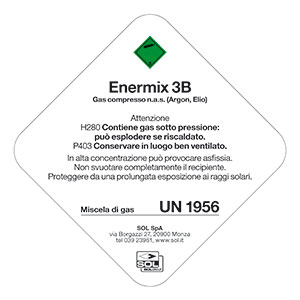 Enermix 3B
Gas compresso n.a.s. (Argon, Elio)
Attenzione
H280 Contiene gas sotto pressione:
può esplodere se riscaldato.
P403 Conservare in luogo ben ventilato.
In alta concentrazione può provocare asfissia.
Non svuotare completamente il recipiente.
Proteggere da una prolungata esposizione ai raggi solari.
Miscela di gas UN 1956
SOL SpA
via Borgazzi 27, 20900 Monza
tel 039 23961, www.sol.it
SOL